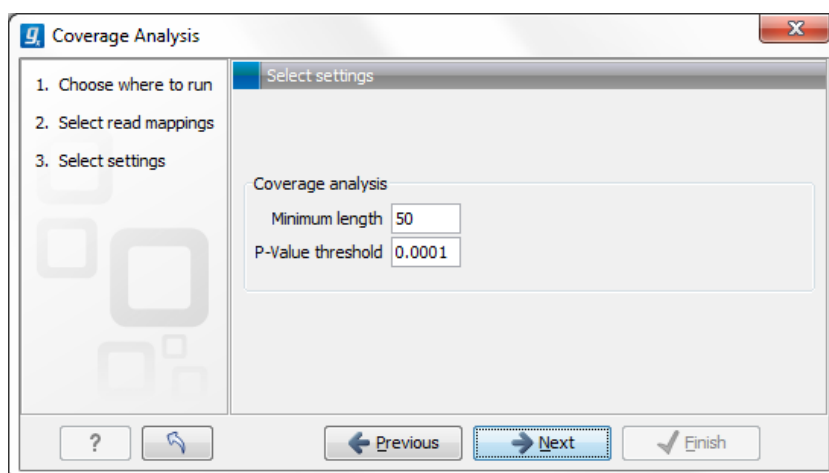 Coverage Analysis
1. Choose where to run
2. Select read mappings
3. Select settings
Select settings
Coverage analysis
Minimum length 50
P-Value threshold 0.0001
? Previous Next Finish